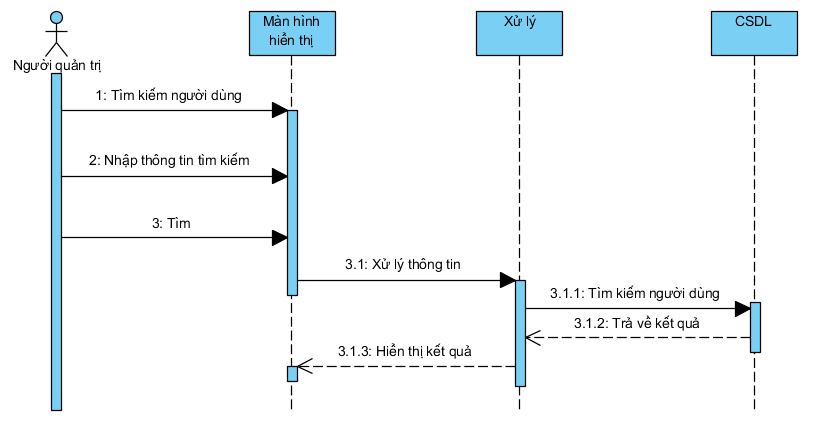 Màn hình
hiển thị
Xử lý
CSDL
Người quản trị
1: Tìm kiếm người dùng
2: Nhập thông tin tìm kiếm
3: Tìm
3.1: Xử lý thông tin
3.1.1: Tìm kiếm người dùng
3.1.2: Trả về kết quả
3.1.3: Hiển thị kết quả